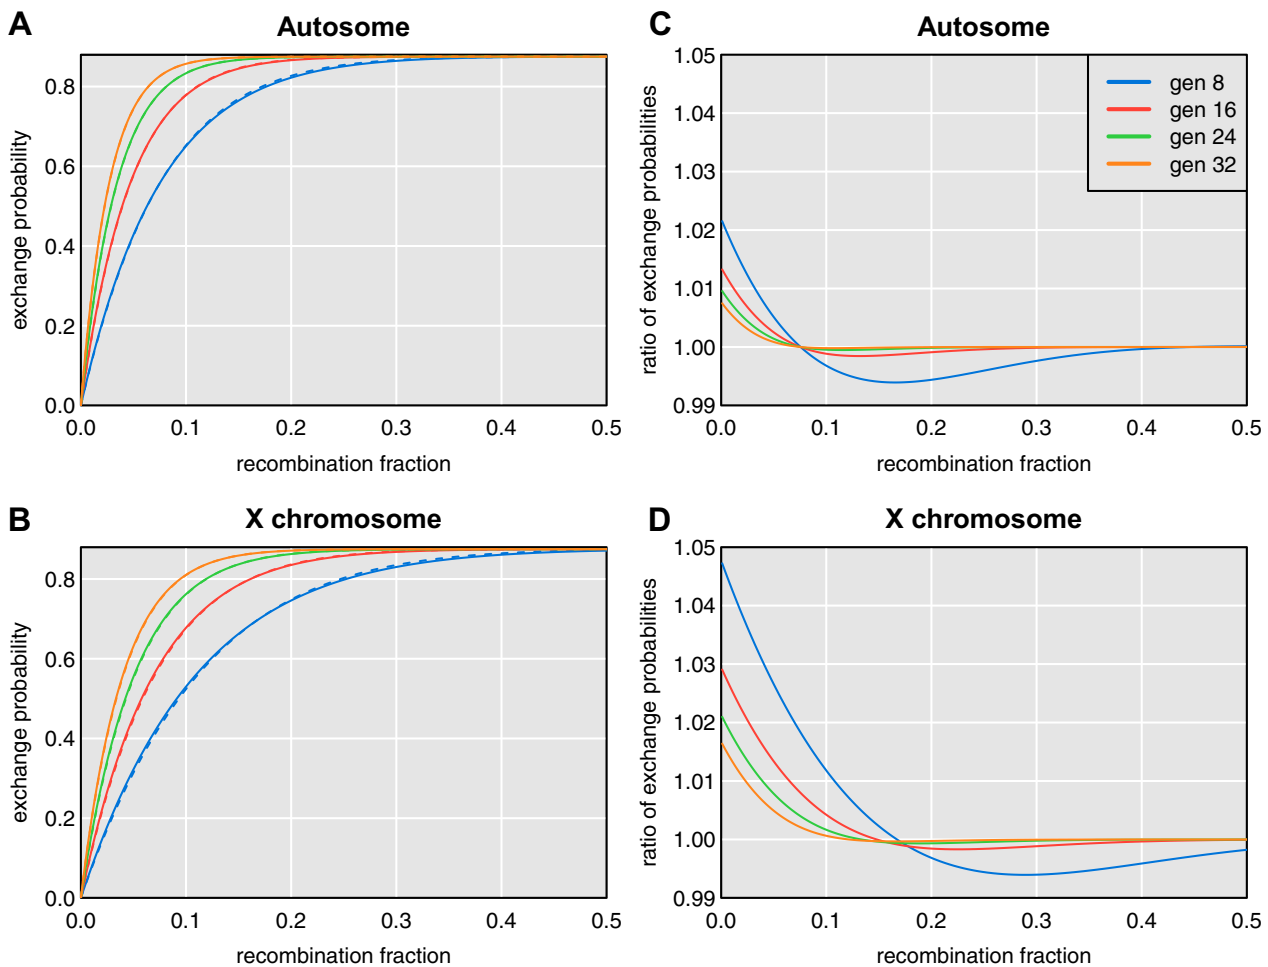 A
Autosome
exchange probability
0.8
0.6
0.4
0.2
0.0
0.0 0.1 0.2 0.3 0.4 0.5
recombination fraction
C
Autosome
ratio of exchange probabilities
1.05
1.04
1.03
1.02
1.01
1.00
0.99
gen 8
gen 16
gen 24
gen 32
0.0 0.1 0.2 0.3 0.4 0.5
recombination fraction
B
X chromosome
exchange probability
0.8
0.6
0.4
0.2
0.0
0.0 0.1 0.2 0.3 0.4 0.5
recombination fraction
D
X chromosome
ratio of exchange probabilities
1.05
1.04
1.03
1.02
1.01
1.00
0.99
0.0 0.1 0.2 0.3 0.4 0.5
recombination fraction